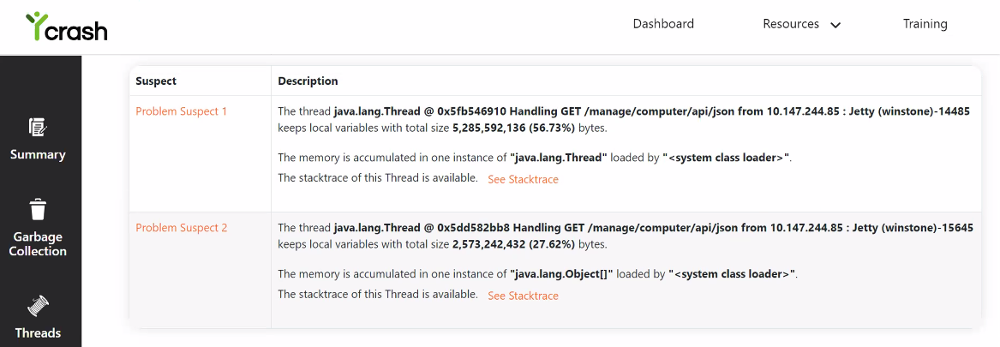 Ycrash
Dashboard
Resources
Training
Summary
Garbage
Collection
Threads
Suspect
Description
Problem Suspect 1
The thread java.lang.Thread @ 0x5fb546910 Handling GET /manage/computer/api/json from 10.147.244.85 : Jetty (winstone)-14485
keeps local variables with total size 5,285,592,136 (56.73%) bytes.
The memory is accumulated in one instance of "java.lang.Thread" loaded by "<system class loader>".
The stacktrace of this Thread is available. See Stacktrace
Problem Suspect 2
The thread java.lang.Thread @ 0x5dd582bb8 Handling GET /manage/computer/api/json from 10.147.244.85 : Jetty (winstone)-15645
keeps local variables with total size 2,573,242,432 (27.62%) bytes.
The memory is accumulated in one instance of "java.lang.Object[]" loaded by "<system class loader>".
The stacktrace of this Thread is available. See Stacktrace